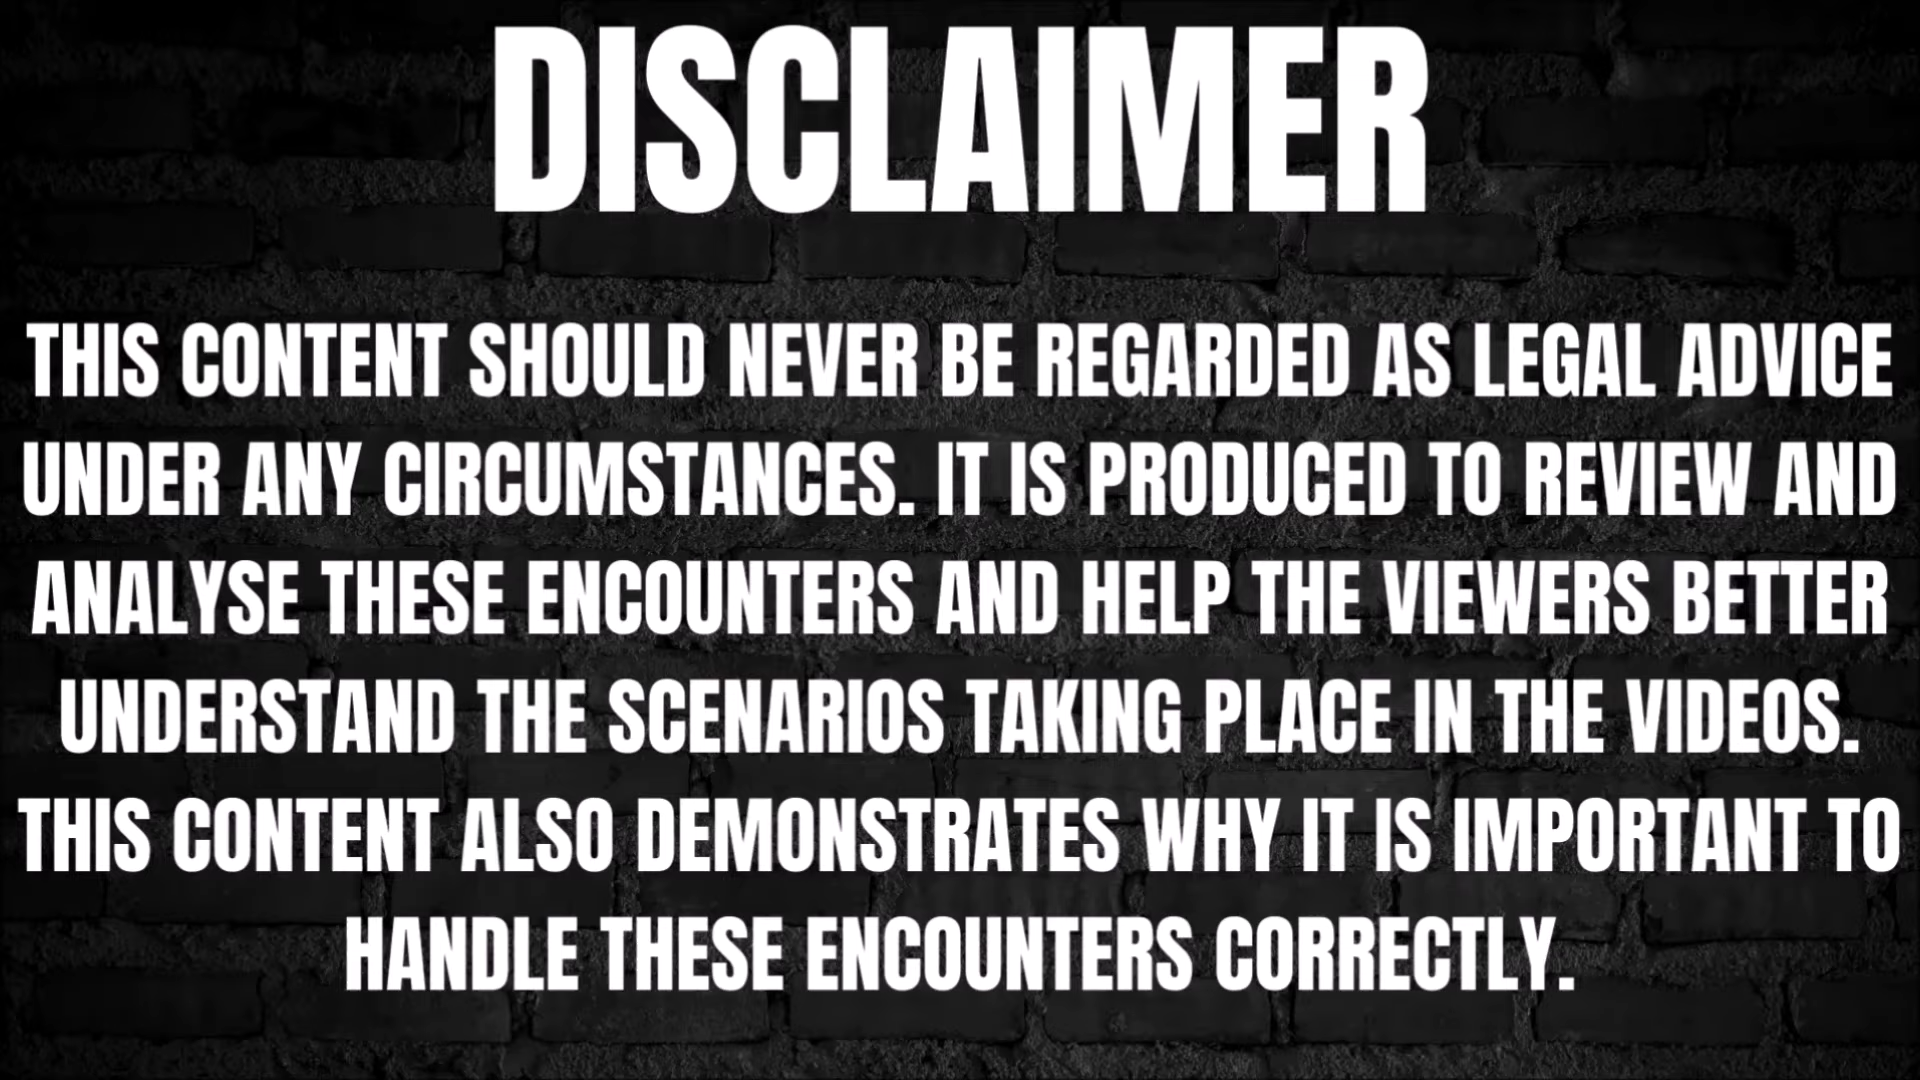 DISCLAIMER
THIS CONTENT SHOULD NEVER BE REGARDED AS LEGAL ADVICE
UNDER ANY CIRCUMSTANCES. IT IS PRODUCED TO REVIEW AND
ANALYSE THESE ENCOUNTERS AND HELP THE VIEWERS BETTER
UNDERSTAND THE SCENARIOS TAKING PLACE IN THE VIDEOS.
THIS CONTENT ALSO DEMONSTRATES WHY IT IS IMPORTANT TO
HANDLE THESE ENCOUNTERS CORRECTLY.